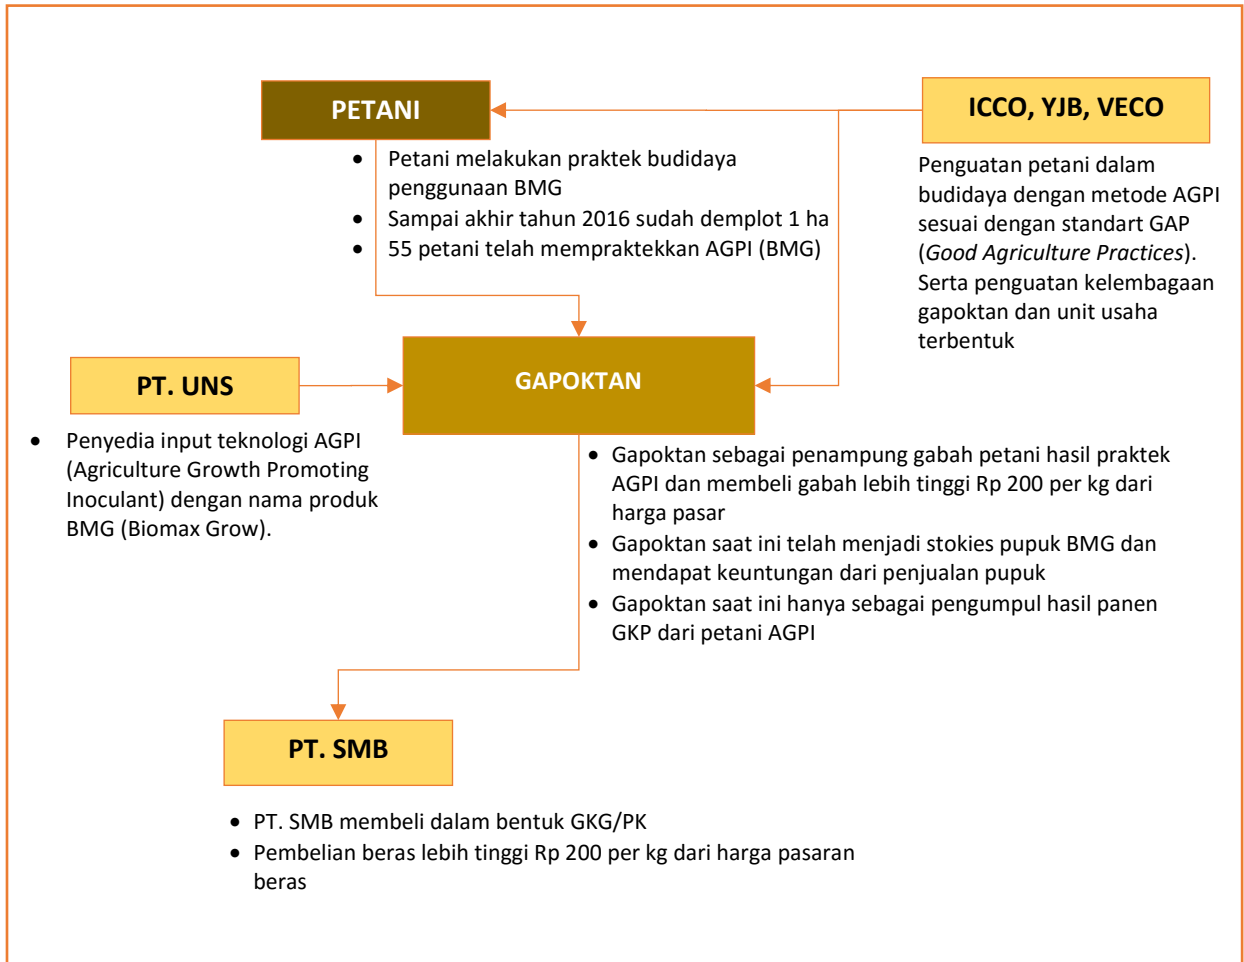 PETANI
ICCO, YJB, VECO
• Petani melakukan praktek budidaya
penggunaan BMG
• Sampai akhir tahun 2016 sudah demplot 1 ha
• 55 petani telah mempraktekkan AGPI (BMG)
Penguatan petani dalam
budidaya dengan metode AGPI
sesuai dengan standart GAP
(Good Agriculture Practices).
Serta penguatan kelembagaan
gapoktan dan unit usaha
terbentuk
PT. UNS
GAPOKTAN
• Penyedia input teknologi AGPI
(Agriculture Growth Promoting
Inoculant) dengan nama produk
BMG (Biomax Grow).
• Gapoktan sebagai penampung gabah petani hasil praktek
AGPI dan membeli gabah lebih tinggi Rp 200 per kg dari
harga pasar
• Gapoktan saat ini telah menjadi stokies pupuk BMG dan
mendapat keuntungan dari penjualan pupuk
• Gapoktan saat ini hanya sebagai pengumpul hasil panen
GKP dari petani AGPI
PT. SMB
• PT. SMB membeli dalam bentuk GKG/PK
• Pembelian beras lebih tinggi Rp 200 per kg dari harga pasaran
beras